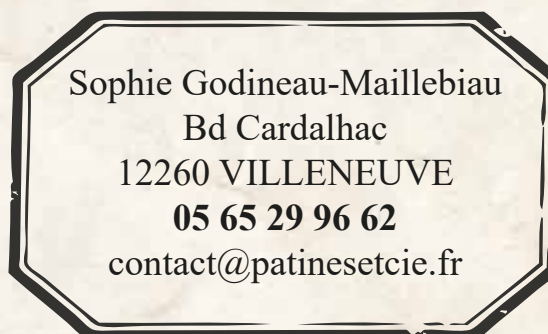 Sophie Godineau-Maillebiau
Bd Cardalhac
12260 VILLENEUVE
05 65 29 96 62
contact@patinesetcie.fr